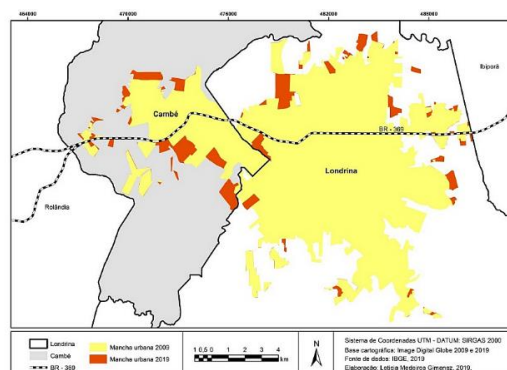 464000 470000 476000 482000 488000
Ibiporã
Cambé
BR - 369
Londrina
Rolândia
Londrina
Cambé
BR - 369
Mancha urbana 2009
Mancha urbana 2019
1 0,5 0 1 2 3 4
km
N
Sistema de Coordenadas UTM - DATUM: SIRGAS 2000
Base cartográfica: Image Digital Globe 2009 e 2019
Fonte de dados: IBGE, 2019
Elaboração: Letícia Medeiros Gimenez, 2019.